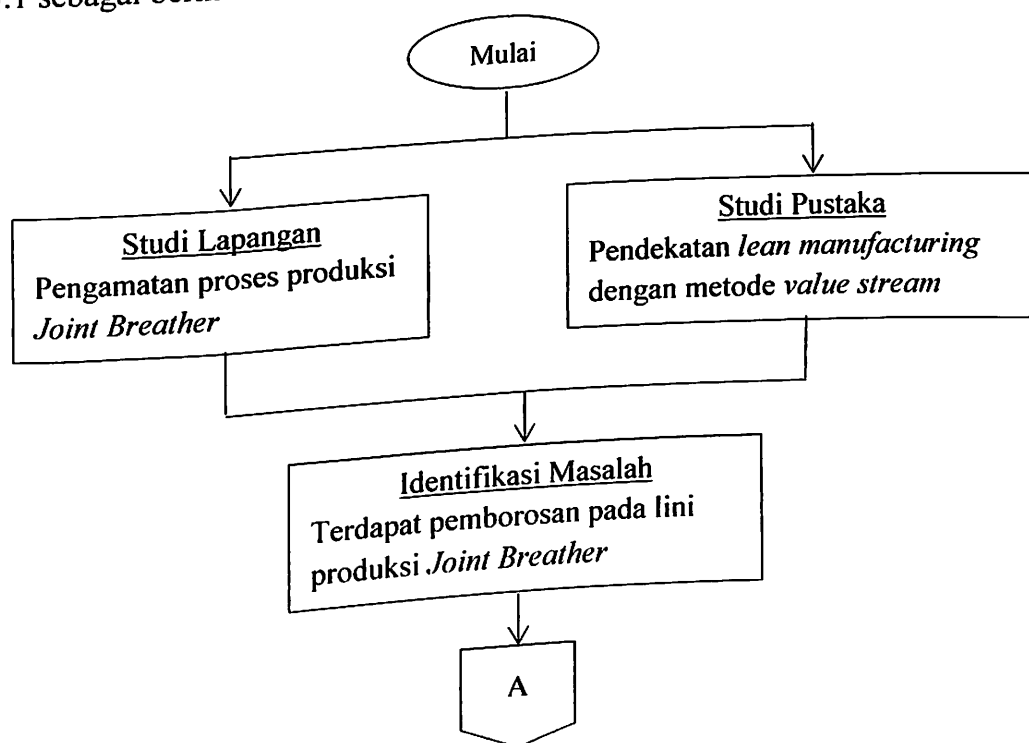 .1 sebagai
Mulai
Studi Lapangan
Pengamatan proses produksi
Joint Breather
Studi Pustaka
Pendekatan lean manufacturing
dengan metode value stream
Identifikasi Masalah
Terdapat pemborosan pada lini
produksi Joint Breather
A